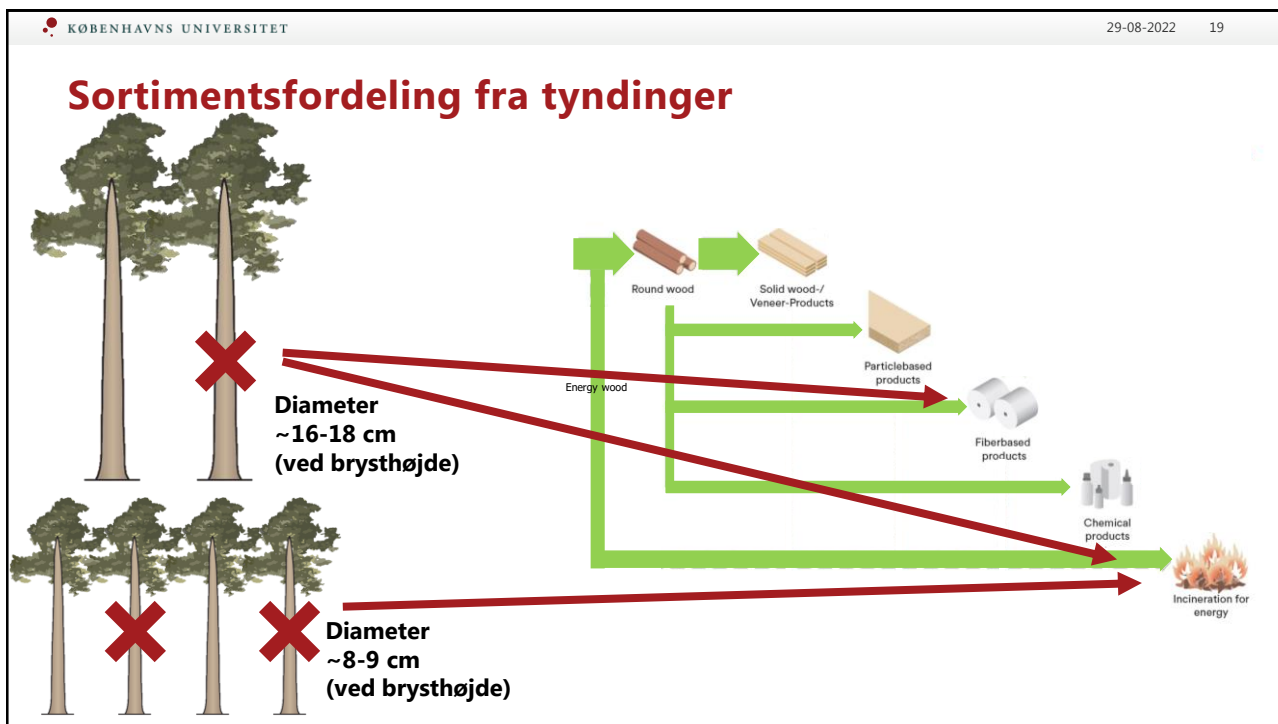 KØBENHAVNS UNIVERSITET
29-08-2022 19
Sortimentsfordeling fra tyndinger
Round wood
Solid wood-/
Veneer-Products
Particlebased
products
Energy wood
Diameter
~16-18 cm
(ved brysthøjde)
Fiberbased
products
Chemical
products
Incineration for
energy
Diameter
~8-9 cm
(ved brysthøjde)